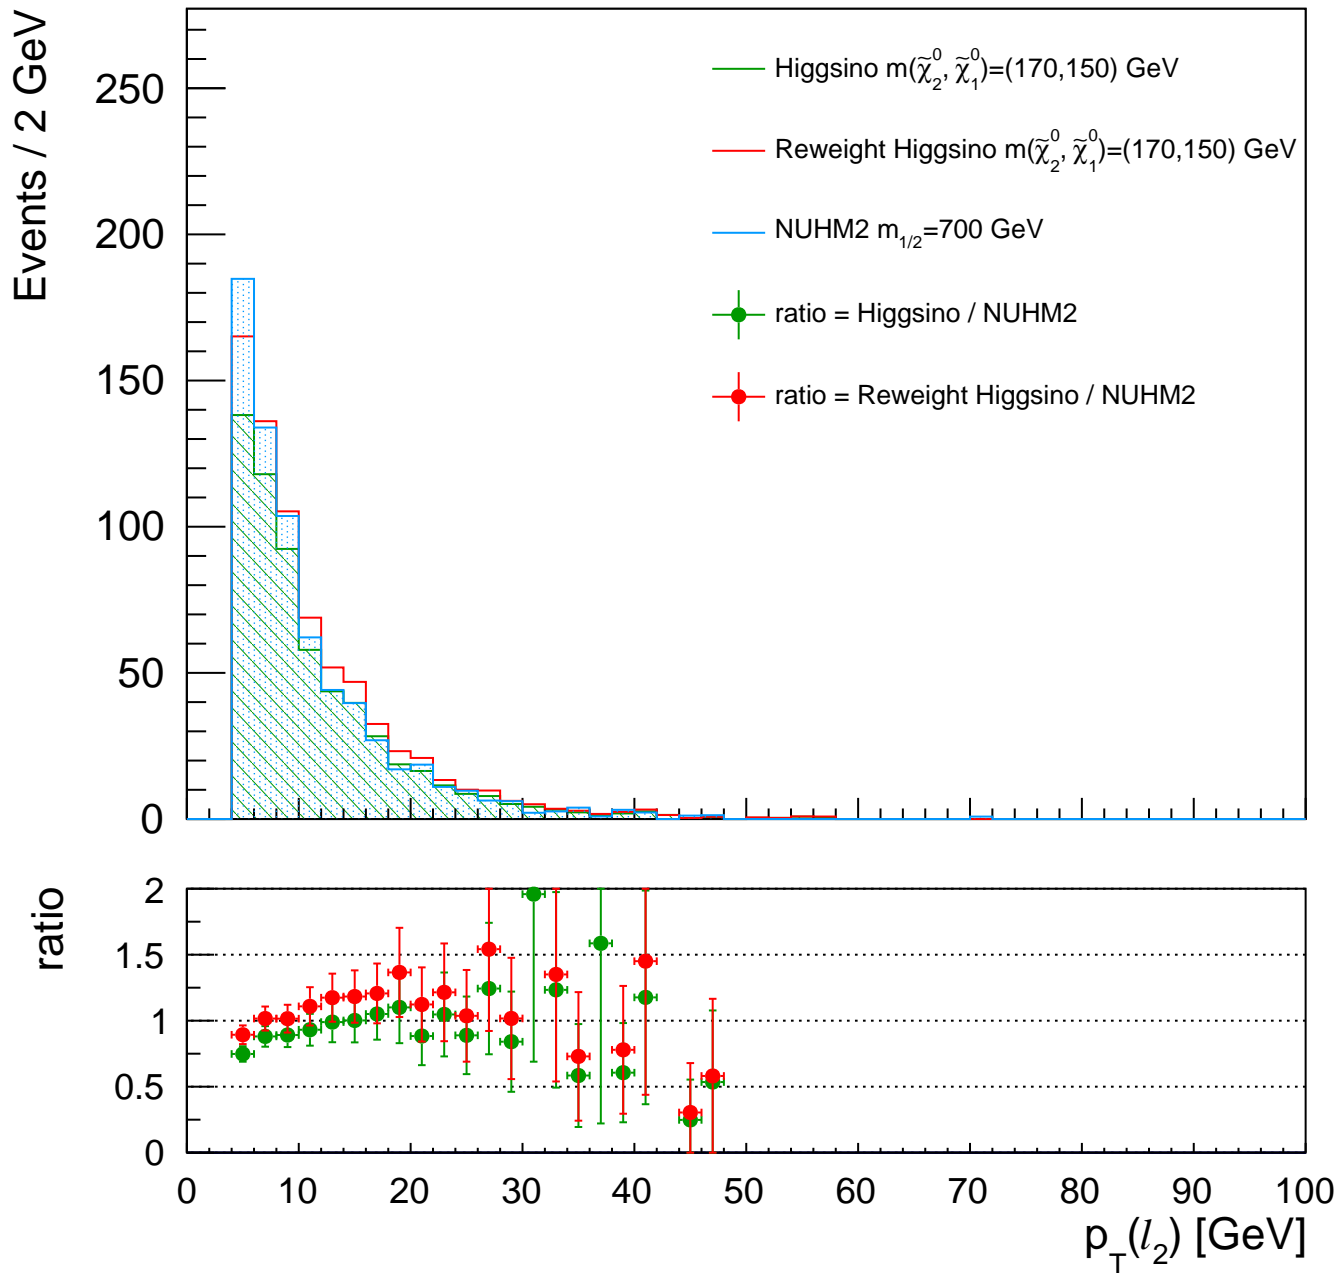 Events / 2 GeV
250
200
150
100
50
0
Higgsino m(χ̃⁰₂, χ̃⁰₁)=(170,150) GeV
Reweight Higgsino m(χ̃⁰₂, χ̃⁰₁)=(170,150) GeV
NUHM2 m₁/₂=700 GeV
ratio = Higgsino / NUHM2
ratio = Reweight Higgsino / NUHM2
ratio
2
1.5
1
0.5
0
0 10 20 30 40 50 60 70 80 90 100
p_T(l₂) [GeV]